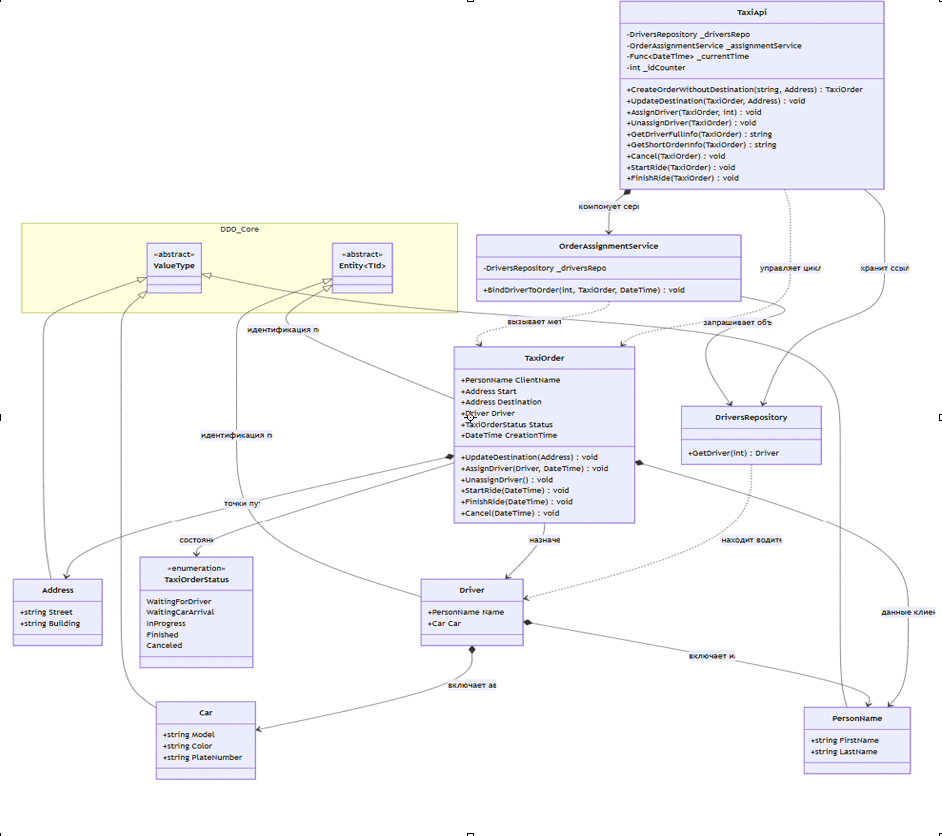 TaxiApi
-DriversRepository _driversRepo
-OrderAssignmentService _assignmentService
-Func<DateTime> _currentTime
-int _idCounter
+CreateOrderWithoutDestination(string, Address) : TaxiOrder
+UpdateDestination(TaxiOrder, Address) : void
+AssignDriver(TaxiOrder, int) : void
+UnassignDriver(TaxiOrder) : void
+GetDriverFullInfo(TaxiOrder) : string
+GetShortOrderInfo(TaxiOrder) : string
+Cancel(TaxiOrder) : void
+StartRide(TaxiOrder) : void
+FinishRide(TaxiOrder) : void
компонует сер
DDD_Core
«abstract»
ValueType
«abstract»
Entity<TId>
OrderAssignmentService
-DriversRepository _driversRepo
+BindDriverToOrder(int, TaxiOrder, DateTime) : void
управляет цикл
хранит ссыл
идентификация п
вызывает мет
запрашивает объ
TaxiOrder
+PersonName ClientName
+Address Start
+Address Destination
+Driver Driver
+TaxiOrderStatus Status
+DateTime CreationTime
+UpdateDestination(Address) : void
+AssignDriver(Driver, DateTime) : void
+UnassignDriver() : void
+StartRide(DateTime) : void
+FinishRide(DateTime) : void
+Cancel(DateTime) : void
DriversRepository
+GetDriver(int) : Driver
идентификация п
точки пу
состояни
назначе
находит водите
Address
+string Street
+string Building
«enumeration»
TaxiOrderStatus
WaitingForDriver
WaitingCarArrival
InProgress
Finished
Canceled
Driver
+PersonName Name
+Car Car
данные клиен
включает и
включает ав
Car
+string Model
+string Color
+string PlateNumber
PersonName
+string FirstName
+string LastName